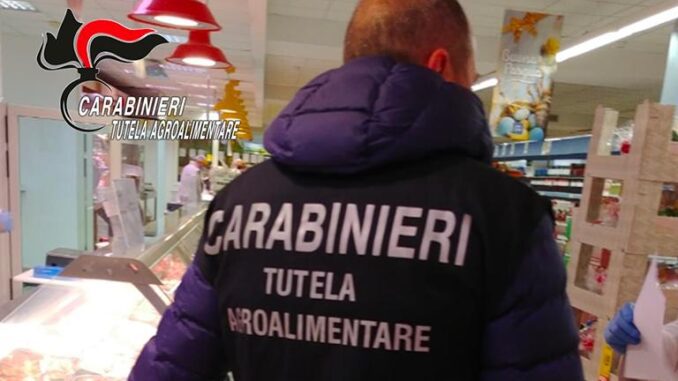 CARABINIERI
TUTELA AGROALIMENTARE
CARABINIERI
TUTELA
AGROALIMENTARE